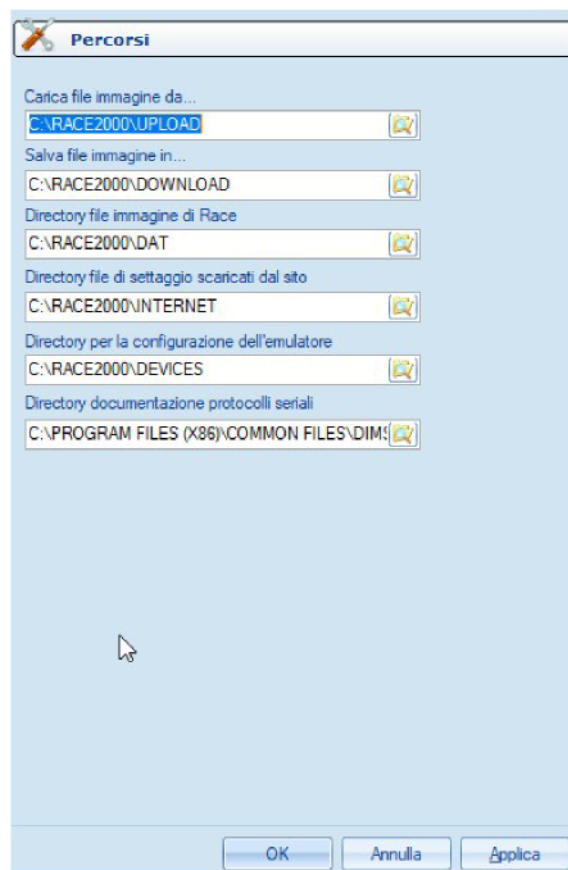 Percorsi
Carica file immagine da...
C:\RACE2000\UPLOAD
Salva file immagine in...
C:\RACE2000\DOWNLOAD
Directory file immagine di Race
C:\RACE2000\DAT
Directory file di settaggio scaricati dal sito
C:\RACE2000\INTERNET
Directory per la configurazione dell'emulatore
C:\RACE2000\DEVICES
Directory documentazione protocolli seriali
C:\PROGRAM FILES (X86)\COMMON FILES\DIMS
OK Annulla Applica